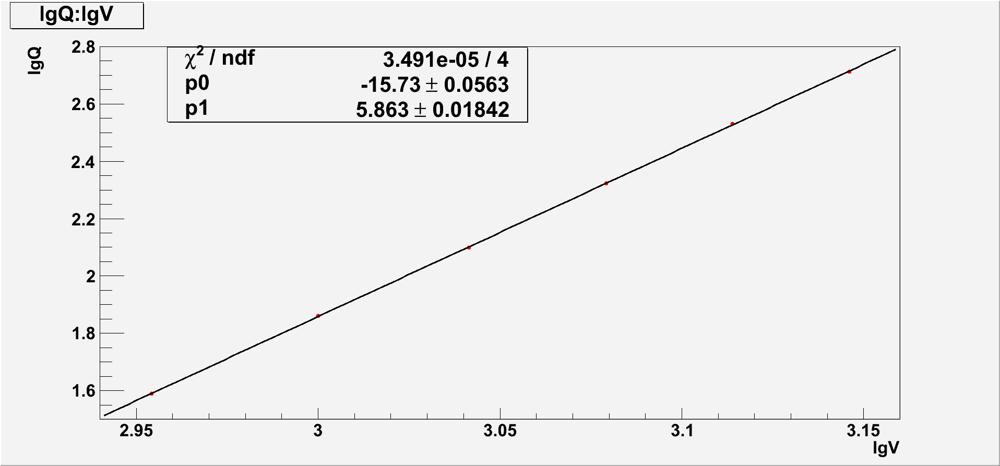 lgQ:lgV
lgQ
χ² / ndf 3.491e-05 / 4
p0 -15.73 ± 0.0563
p1 5.863 ± 0.01842
2.8
2.6
2.4
2.2
2
1.8
1.6
2.95 3 3.05 3.1 3.15
lgV